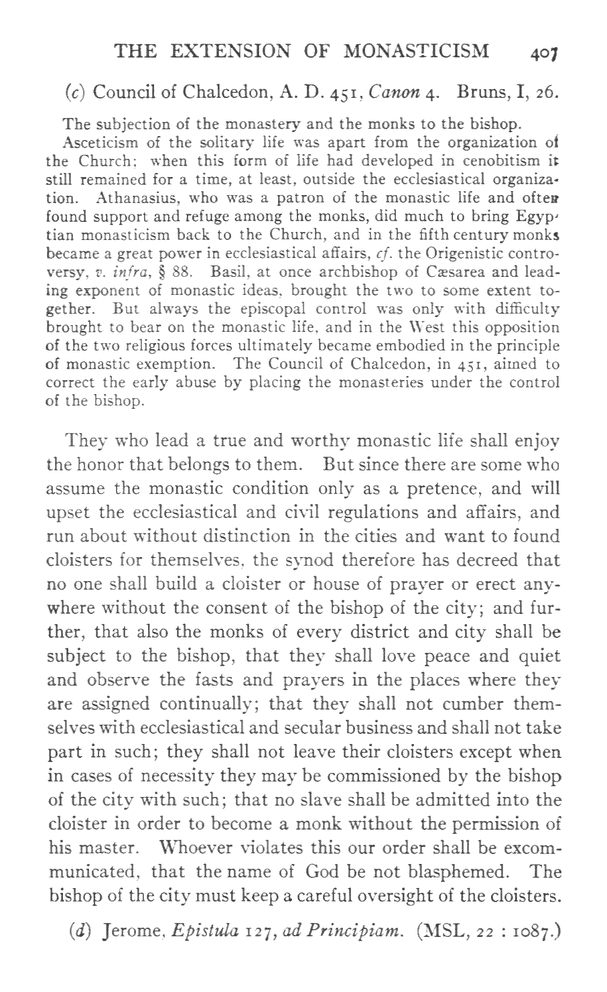 THE EXTENSION OF MONASTICISM 407
(c) Council of Chalcedon, A. D. 451, Canon 4. Bruns, I, 26.
The subjection of the monastery and the monks to the bishop.
Asceticism of the solitary life was apart from the organization of
the Church; when this form of life had developed in cenobitism it
still remained for a time, at least, outside the ecclesiastical organiza-
tion. Athanasius, who was a patron of the monastic life and often
found support and refuge among the monks, did much to bring Egyp-
tian monasticism back to the Church, and in the fifth century monks
became a great power in ecclesiastical affairs, cf. the Origenistic contro-
versy, v. infra, § 88. Basil, at once archbishop of Cæsarea and lead-
ing exponent of monastic ideas, brought the two to some extent to-
gether. But always the episcopal control was only with difficulty
brought to bear on the monastic life, and in the West this opposition
of the two religious forces ultimately became embodied in the principle
of monastic exemption. The Council of Chalcedon, in 451, aimed to
correct the early abuse by placing the monasteries under the control
of the bishop.
They who lead a true and worthy monastic life shall enjoy
the honor that belongs to them. But since there are some who
assume the monastic condition only as a pretence, and will
upset the ecclesiastical and civil regulations and affairs, and
run about without distinction in the cities and want to found
cloisters for themselves, the synod therefore has decreed that
no one shall build a cloister or house of prayer or erect any-
where without the consent of the bishop of the city; and fur-
ther, that also the monks of every district and city shall be
subject to the bishop, that they shall love peace and quiet
and observe the fasts and prayers in the places where they
are assigned continually; that they shall not cumber them-
selves with ecclesiastical and secular business and shall not take
part in such; they shall not leave their cloisters except when
in cases of necessity they may be commissioned by the bishop
of the city with such; that no slave shall be admitted into the
cloister in order to become a monk without the permission of
his master. Whoever violates this our order shall be excom-
municated, that the name of God be not blasphemed. The
bishop of the city must keep a careful oversight of the cloisters.
(d) Jerome, Epistula 127, ad Principiam. (MSL, 22 : 1087.)